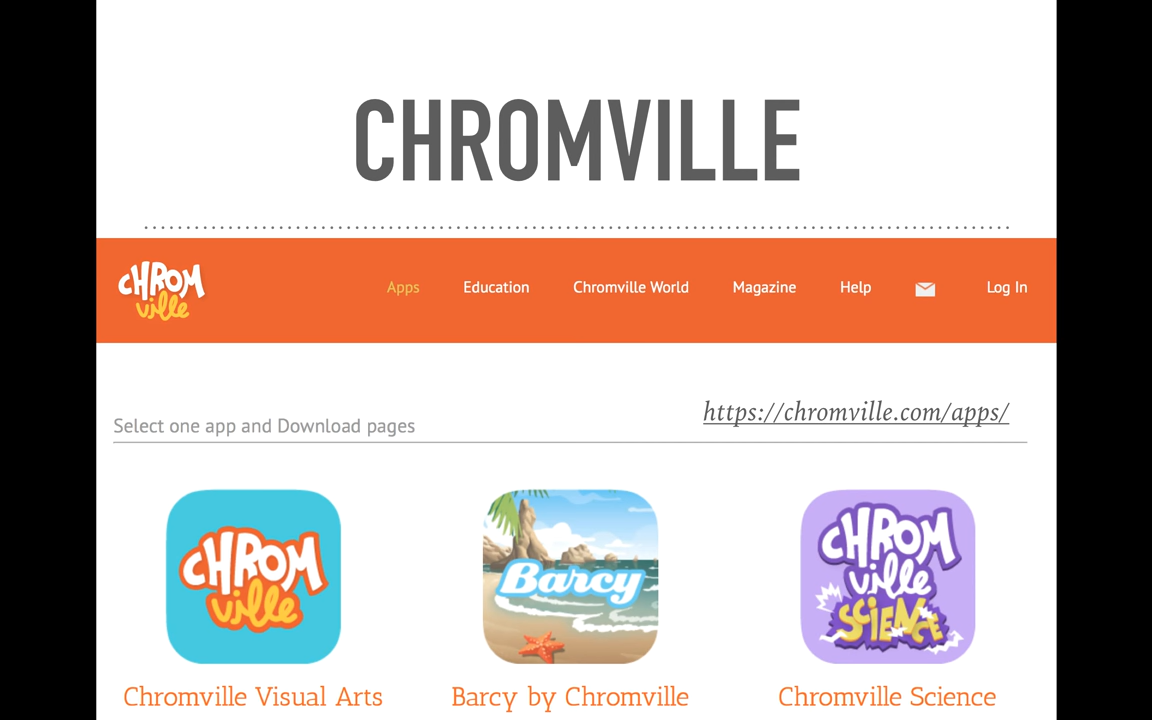 CHROMVILLE
CHROM
ville
Apps Education Chromville World Magazine Help Log In
https://chromville.com/apps/
Select one app and Download pages
CHROM
ville
Barcy
CHROM
ville
SCIENCE
Chromville Visual Arts
Barcy by Chromville
Chromville Science